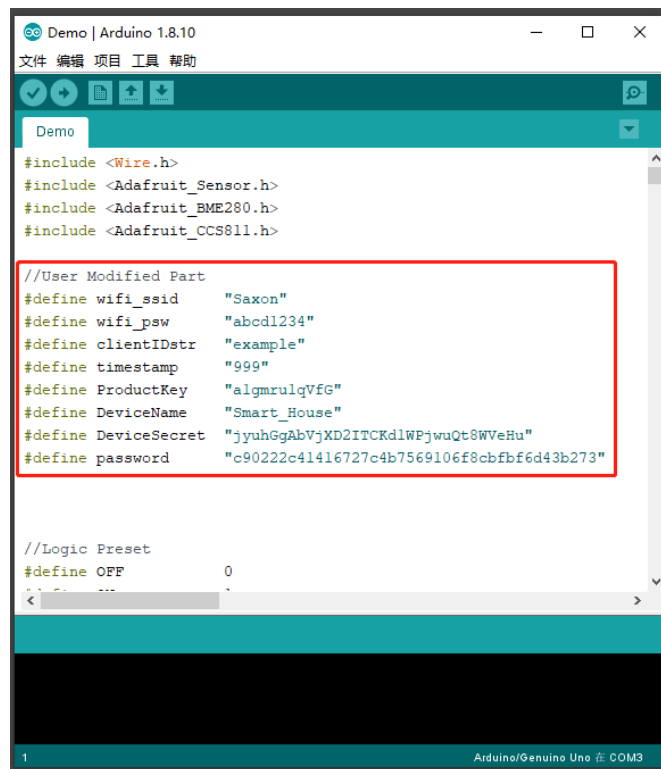 Demo | Arduino 1.8.10
文件 编辑 项目 工具 帮助
Demo
#include <Wire.h>
#include <Adafruit_Sensor.h>
#include <Adafruit_BME280.h>
#include <Adafruit_CCS811.h>
//User Modified Part
#define wifi_ssid "Saxon"
#define wifi_psw "abcd1234"
#define clientIDstr "example"
#define timestamp "999"
#define ProductKey "a1gmrulqVfG"
#define DeviceName "Smart_House"
#define DeviceSecret "jyuhGgAbVjXD2ITCKdlWPjwuQt8WVeHu"
#define password "c90222c41416727c4b7569106f8cbfbf6d43b273"
//Logic Preset
#define OFF 0
1
Arduino/Genuino Uno 在 COM3